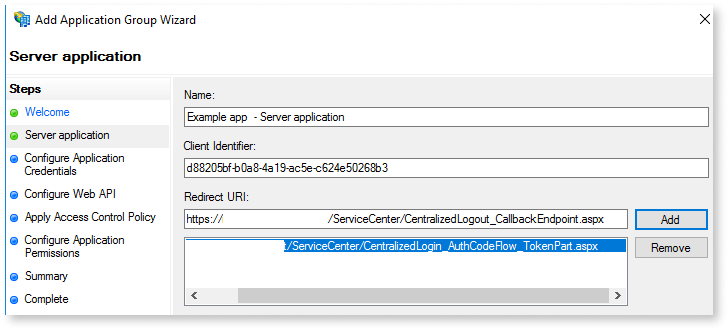 Add Application Group Wizard
Server application
Steps
Welcome
Server application
Configure Application
Credentials
Configure Web API
Apply Access Control Policy
Configure Application
Permissions
Summary
Complete
Name:
Example app - Server application
Client Identifier:
d88205bf-b0a8-4a19-ac5e-c624e50268b3
Redirect URI:
https:// /ServiceCenter/CentralizedLogout_CallbackEndpoint.aspx
Add
t/ServiceCenter/CentralizedLogin_AuthCodeFlow_TokenPart.aspx
Remove